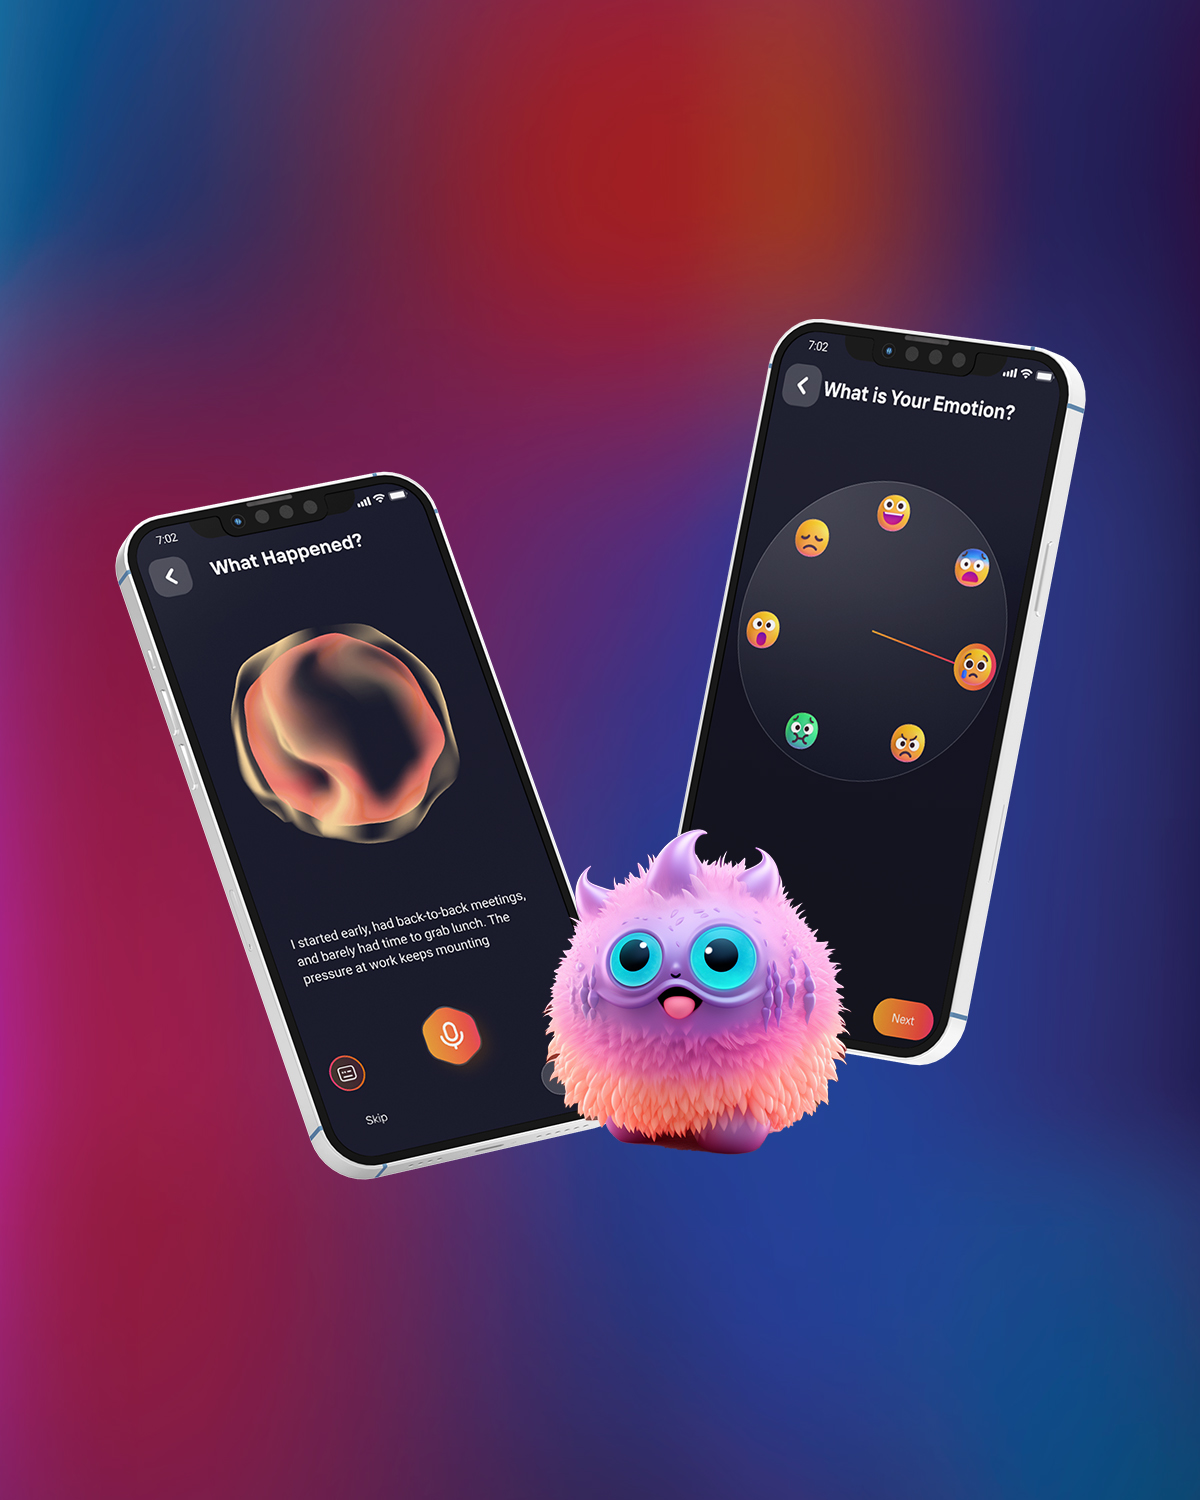 7:02
What Happened?
I started early, had back-to-back meetings,
and barely had time to grab lunch. The
pressure at work keeps mounting
Skip
7:02
What is Your Emotion?
Next